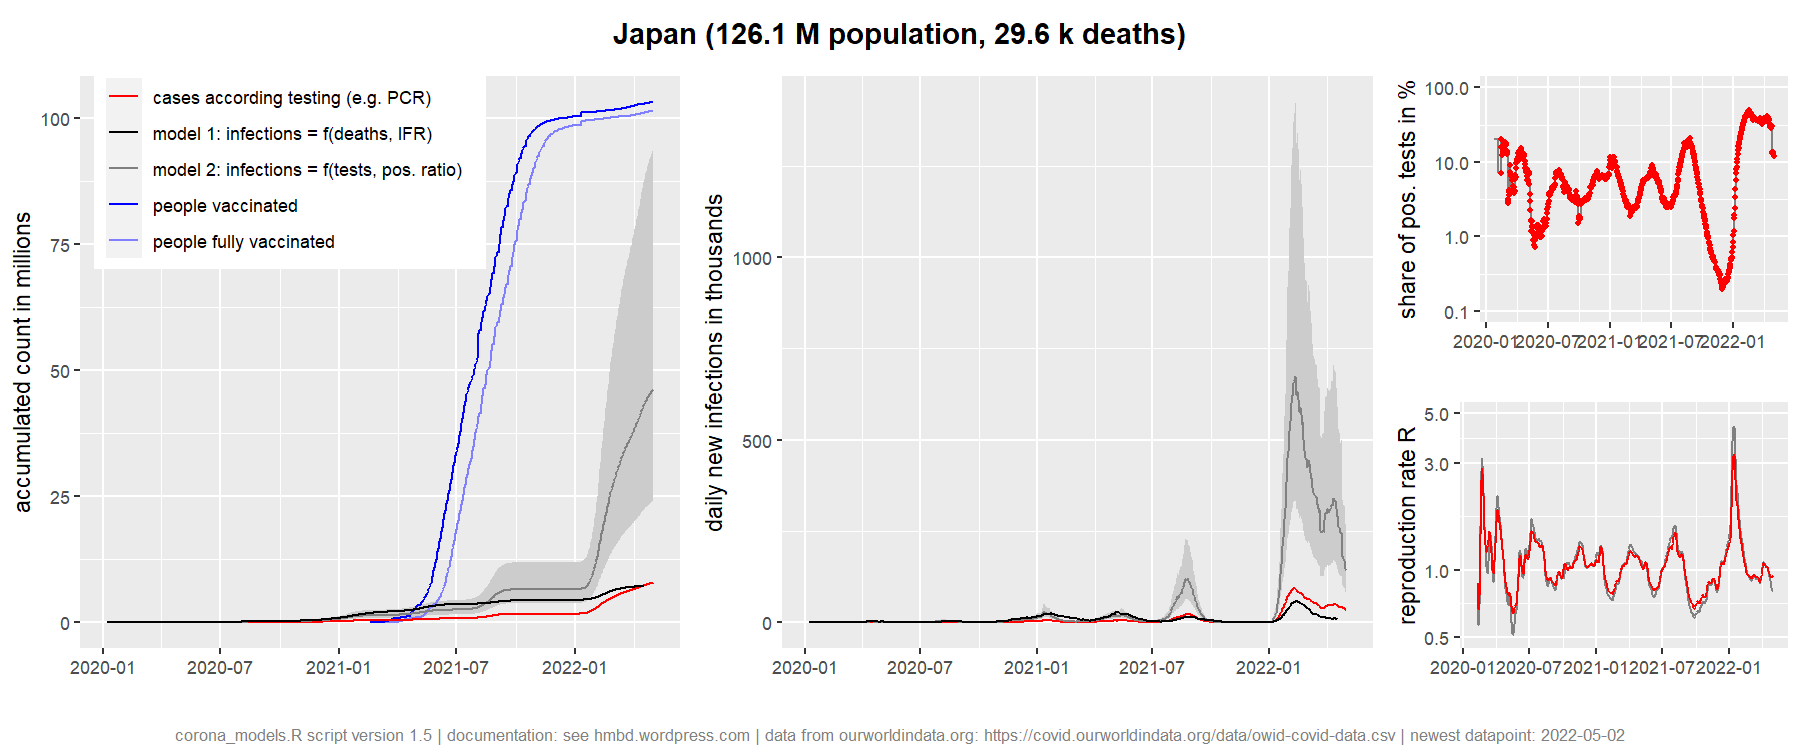 Japan (126.1 M population, 29.6 k deaths)
accumulated count in millions
100
75
50
25
0
cases according testing (e.g. PCR)
model 1: infections = f(deaths, IFR)
model 2: infections = f(tests, pos. ratio)
people vaccinated
people fully vaccinated
2020-01 2020-07 2021-01 2021-07 2022-01
daily new infections in thousands
1000
500
0
2020-01 2020-07 2021-01 2021-07 2022-01
share of pos. tests in %
100.0
10.0
1.0
0.1
2020-01 2020-07 2021-01 2021-07 2022-01
reproduction rate R
5.0
3.0
1.0
0.5
2020-01 2020-07 2021-01 2021-07 2022-01
corona_models.R script version 1.5 | documentation: see hmbd.wordpress.com | data from ourworldindata.org: https://covid.ourworldindata.org/data/owid-covid-data.csv | newest datapoint: 2022-05-02